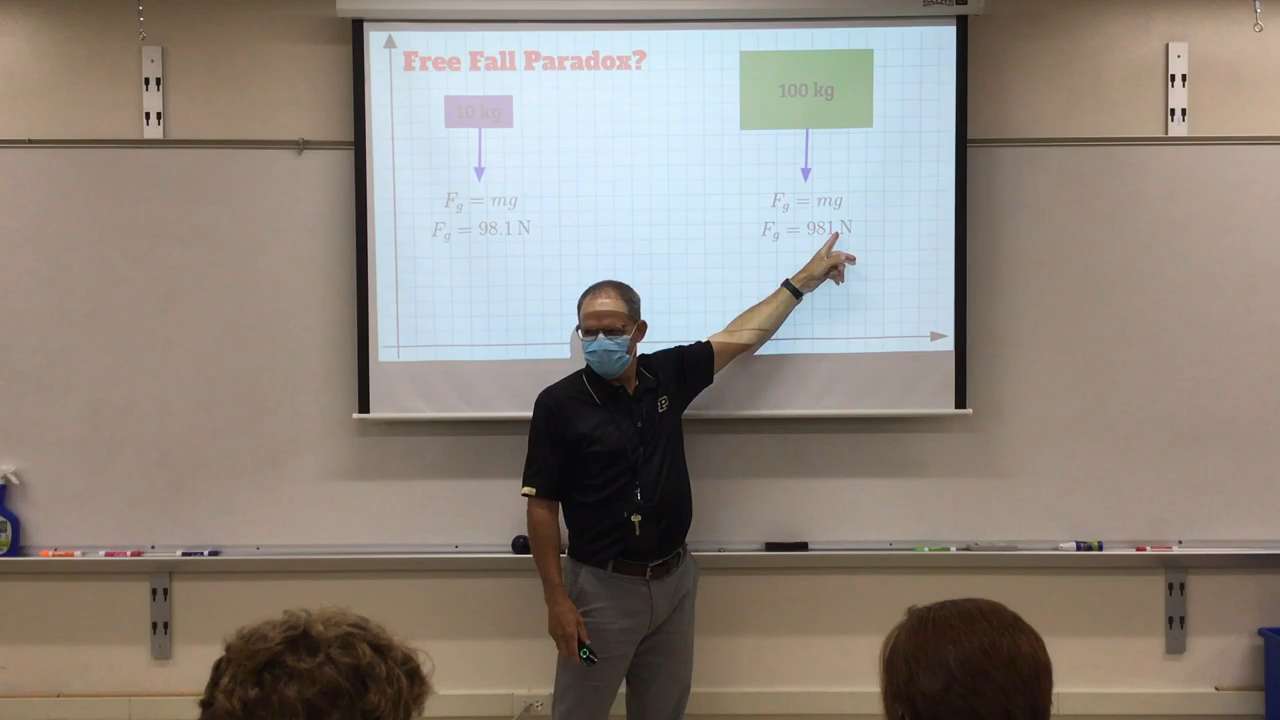 Free Fall Paradox?
10 kg
100 kg
F_g = mg
F_g = mg
F_g = 98.1 N
F_g = 981 N
P